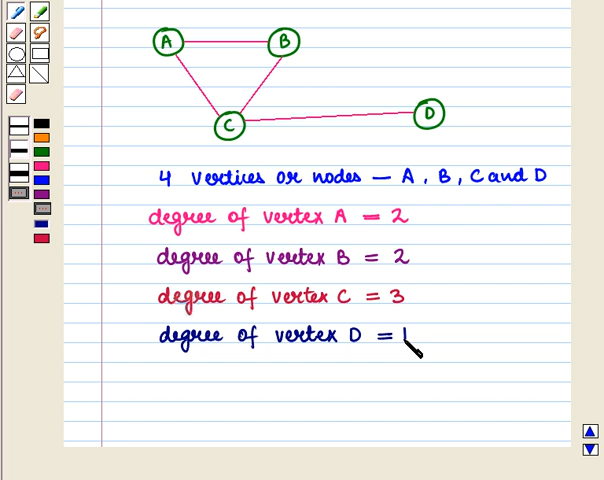 A B
C D
4 vertices or nodes — A, B, C and D
degree of vertex A = 2
degree of vertex B = 2
degree of vertex C = 3
degree of vertex D = 1